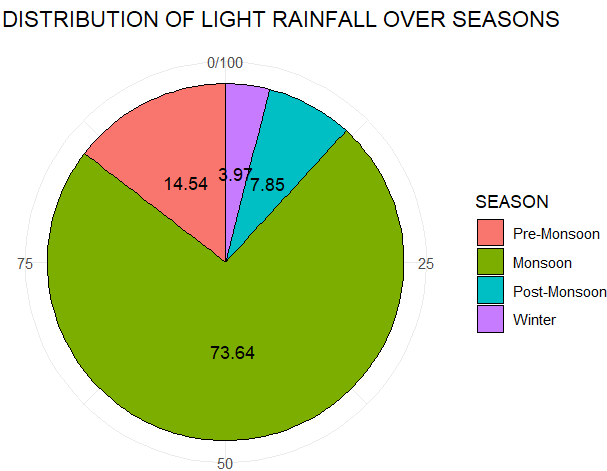 DISTRIBUTION OF LIGHT RAINFALL OVER SEASONS
0/100
14.54
3.97
7.85
75
25
73.64
50
SEASON
Pre-Monsoon
Monsoon
Post-Monsoon
Winter